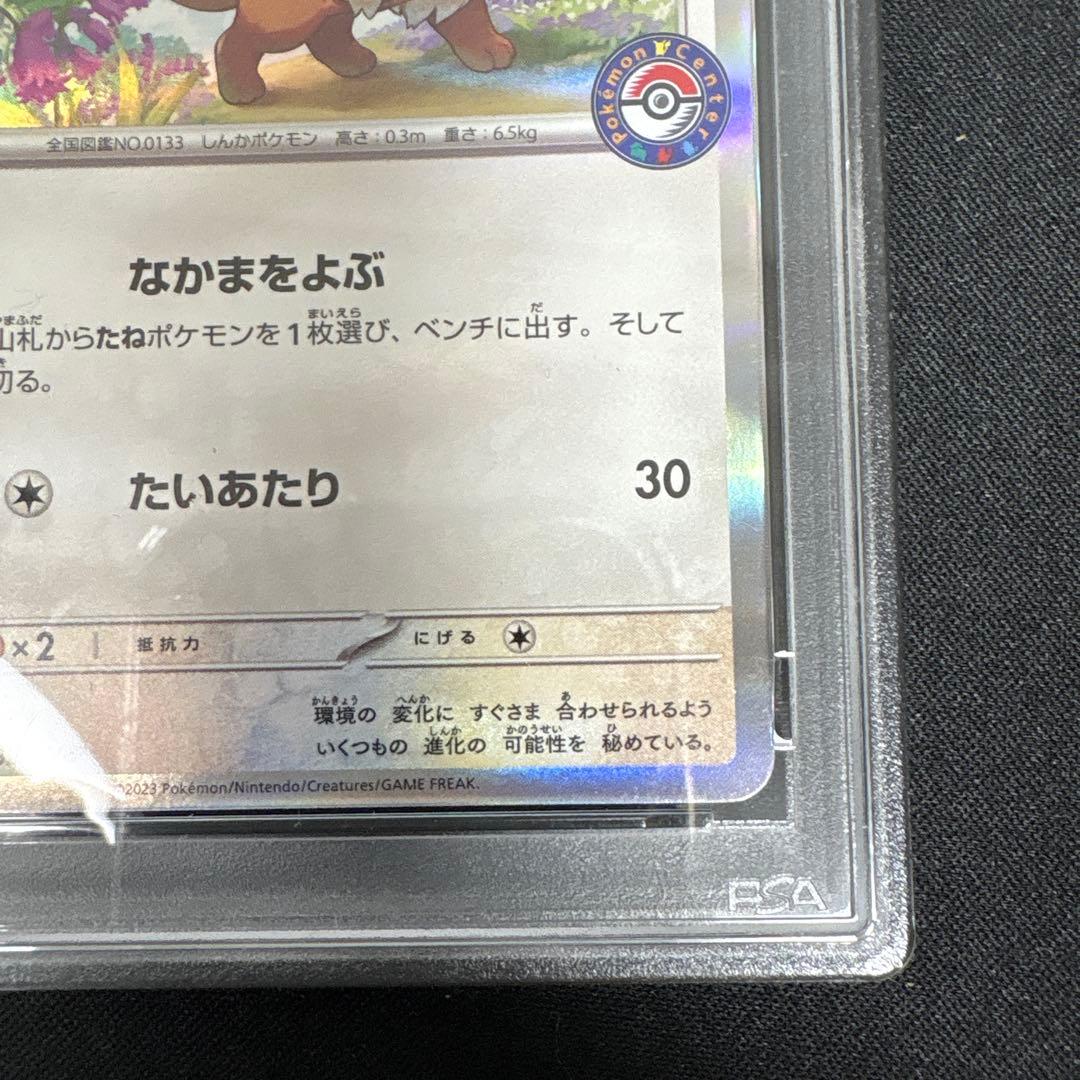 Pokémon Center
全国図鑑NO.0133 しんかポケモン 高さ:0.3m 重さ:6.5kg
なかまをよぶ
山札からたねポケモンを1枚選び、ベンチに出す。そして
切る。
たいあたり 30
×2 抵抗力 にげる
環境の 変化に すぐさま 合わせられるよう
いくつもの 進化の 可能性を 秘めている。
©2023 Pokémon/Nintendo/Creatures/GAME FREAK.
PSA